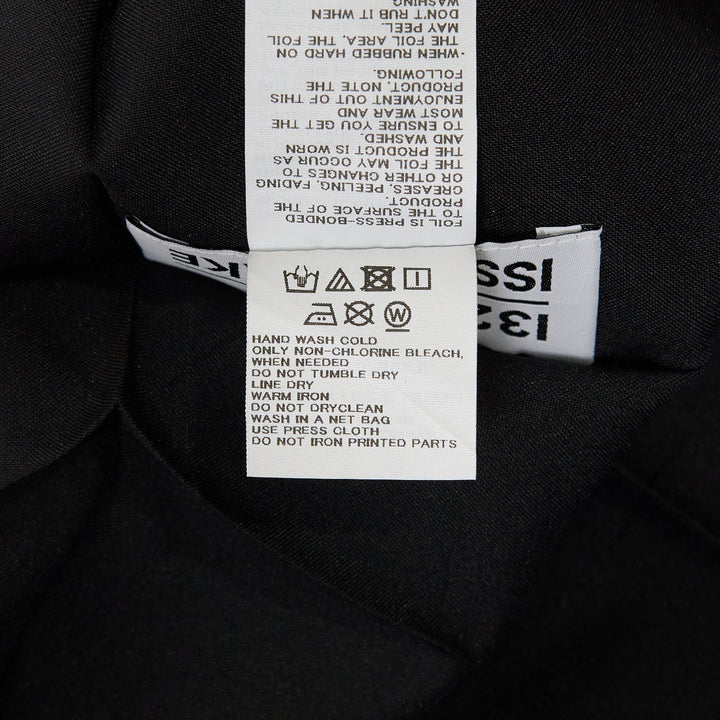 FOIL IS PRESS-BONDED
TO THE SURFACE OF THE
PRODUCT.
CREASES, PEELING, FADING
OR OTHER CHANGES TO
THE FOIL MAY OCCUR AS
THE PRODUCT IS WORN
AND WASHED.
TO ENSURE YOU GET THE
MOST WEAR AND
ENJOYMENT OUT OF THIS
PRODUCT, NOTE THE
FOLLOWING.
・WHEN RUBBED HARD ON
THE FOIL AREA, THE FOIL
MAY PEEL.
DON'T RUB IT WHEN
WASHING
132
ISS
AKE
W
HAND WASH COLD
ONLY NON-CHLORINE BLEACH,
WHEN NEEDED
DO NOT TUMBLE DRY
LINE DRY
WARM IRON
DO NOT DRYCLEAN
WASH IN A NET BAG
USE PRESS CLOTH
DO NOT IRON PRINTED PARTS